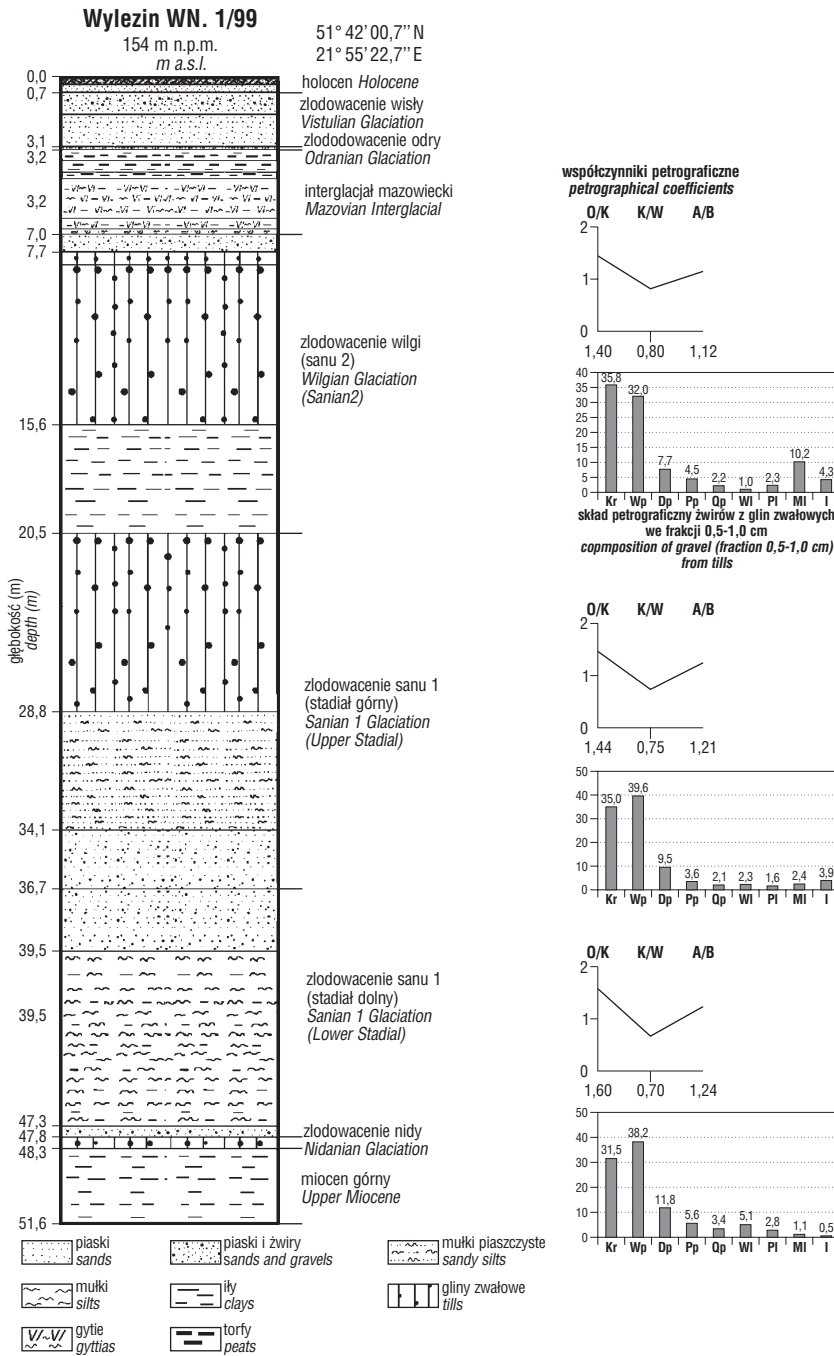 Wylezin WN. 1/99
154 m n.p.m.
m a.s.l.
51° 42' 00,7'' N
21° 55' 22,7'' E
głębokość (m)
depth (m)
0,0
0,7
3,1
3,2
3,2
7,0
7,7
15,6
20,5
28,8
34,1
36,7
39,5
39,5
47,3
47,8
48,3
51,6
holocen Holocene
zlodowacenie wisły
Vistulian Glaciation
zlododowacenie odry
Odranian Glaciation
interglacjał mazowiecki
Mazovian Interglacial
zlodowacenie wilgi
(sanu 2)
Wilgian Glaciation
(Sanian2)
zlodowacenie sanu 1
(stadiał górny)
Sanian 1 Glaciation
(Upper Stadial)
zlodowacenie sanu 1
(stadiał dolny)
Sanian 1 Glaciation
(Lower Stadial)
zlodowacenie nidy
Nidanian Glaciation
miocen górny
Upper Miocene
współczynniki petrograficzne
petrographical coefficients
O/K K/W A/B
2
1
0
1,40 0,80 1,12
40
35
30
25
20
15
10
5
0
35,8 32,0 7,7 4,5 2,2 1,0 2,3 10,2 4,3
Kr Wp Dp Pp Qp Wl Pl Ml I
skład petrograficzny żwirów z glin zwałowych
we frakcji 0,5-1,0 cm
copmposition of gravel (fraction 0,5-1,0 cm)
from tills
O/K K/W A/B
2
1
0
1,44 0,75 1,21
50
40
30
20
10
0
35,0 39,6 9,5 3,6 2,1 2,3 1,6 2,4 3,9
Kr Wp Dp Pp Qp Wl Pl Ml I
O/K K/W A/B
2
1
0
1,60 0,70 1,24
50
40
30
20
10
0
31,5 38,2 11,8 5,6 3,4 5,1 2,8 1,1 0,5
Kr Wp Dp Pp Qp Wl Pl Ml I
piaski
sands
piaski i żwiry
sands and gravels
mułki piaszczyste
sandy silts
mułki
silts
iły
clays
gliny zwałowe
tills
gytie
gyttias
torfy
peats